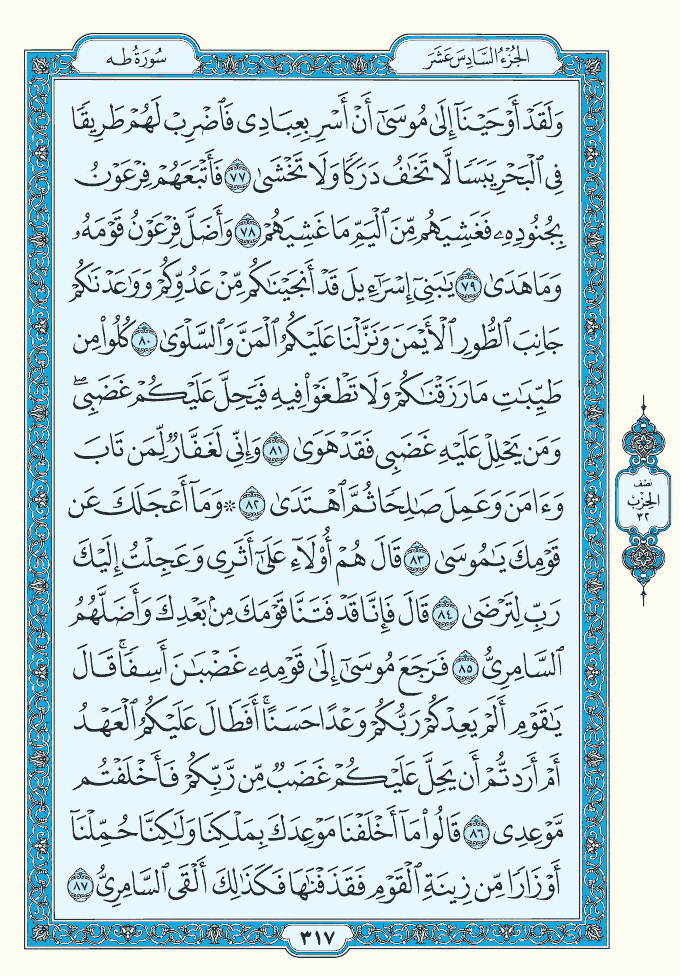 الجُزْءُ السَّادِسَ عَشَرَ
سُورَةُ طه
وَلَقَدۡ أَوۡحَيۡنَآ إِلَىٰ مُوسَىٰٓ أَنۡ أَسۡرِ بِعِبَادِي فَٱضۡرِبۡ لَهُمۡ طَرِيقٗا
فِي ٱلۡبَحۡرِ يَبَسٗا لَّا تَخَٰفُ دَرَكٗا وَلَا تَخۡشَىٰ ٧٧ فَأَتۡبَعَهُمۡ فِرۡعَوۡنُ
بِجُنُودِهِۦ فَغَشِيَهُم مِّنَ ٱلۡيَمِّ مَا غَشِيَهُمۡ ٧٨ وَأَضَلَّ فِرۡعَوۡنُ قَوۡمَهُۥ
وَمَا هَدَىٰ ٧٩ يَٰبَنِيٓ إِسۡرَٰٓءِيلَ قَدۡ أَنجَيۡنَٰكُم مِّنۡ عَدُوِّكُمۡ وَوَٰعَدۡنَٰكُمۡ
جَانِبَ ٱلطُّورِ ٱلۡأَيۡمَنَ وَنَزَّلۡنَا عَلَيۡكُمُ ٱلۡمَنَّ وَٱلسَّلۡوَىٰ ٨٠ كُلُواْ مِن
طَيِّبَٰتِ مَا رَزَقۡنَٰكُمۡ وَلَا تَطۡغَوۡاْ فِيهِ فَيَحِلَّ عَلَيۡكُمۡ غَضَبِيۖ
وَمَن يَحۡلِلۡ عَلَيۡهِ غَضَبِي فَقَدۡ هَوَىٰ ٨١ وَإِنِّي لَغَفَّارٞ لِّمَن تَابَ
وَءَامَنَ وَعَمِلَ صَٰلِحٗا ثُمَّ ٱهۡتَدَىٰ ٨٢ ۞ وَمَآ أَعۡجَلَكَ عَن
قَوۡمِكَ يَٰمُوسَىٰ ٨٣ قَالَ هُمۡ أُوْلَآءِ عَلَىٰٓ أَثَرِي وَعَجِلۡتُ إِلَيۡكَ
رَبِّ لِتَرۡضَىٰ ٨٤ قَالَ فَإِنَّا قَدۡ فَتَنَّا قَوۡمَكَ مِنۢ بَعۡدِكَ وَأَضَلَّهُمُ
ٱلسَّامِرِيُّ ٨٥ فَرَجَعَ مُوسَىٰٓ إِلَىٰ قَوۡمِهِۦ غَضۡبَٰنَ أَسِفٗاۚ قَالَ
يَٰقَوۡمِ أَلَمۡ يَعِدۡكُمۡ رَبُّكُمۡ وَعۡدًا حَسَنًاۚ أَفَطَالَ عَلَيۡكُمُ ٱلۡعَهۡدُ
أَمۡ أَرَدتُّمۡ أَن يَحِلَّ عَلَيۡكُمۡ غَضَبٞ مِّن رَّبِّكُمۡ فَأَخۡلَفۡتُم
مَّوۡعِدِي ٨٦ قَالُواْ مَآ أَخۡلَفۡنَا مَوۡعِدَكَ بِمَلۡكِنَا وَلَٰكِنَّا حُمِّلۡنَآ
أَوۡزَارٗا مِّن زِينَةِ ٱلۡقَوۡمِ فَقَذَفۡنَٰهَا فَكَذَٰلِكَ أَلۡقَى ٱلسَّامِرِيُّ ٨٧
نصف
الحزب
٣٢
٣١٧